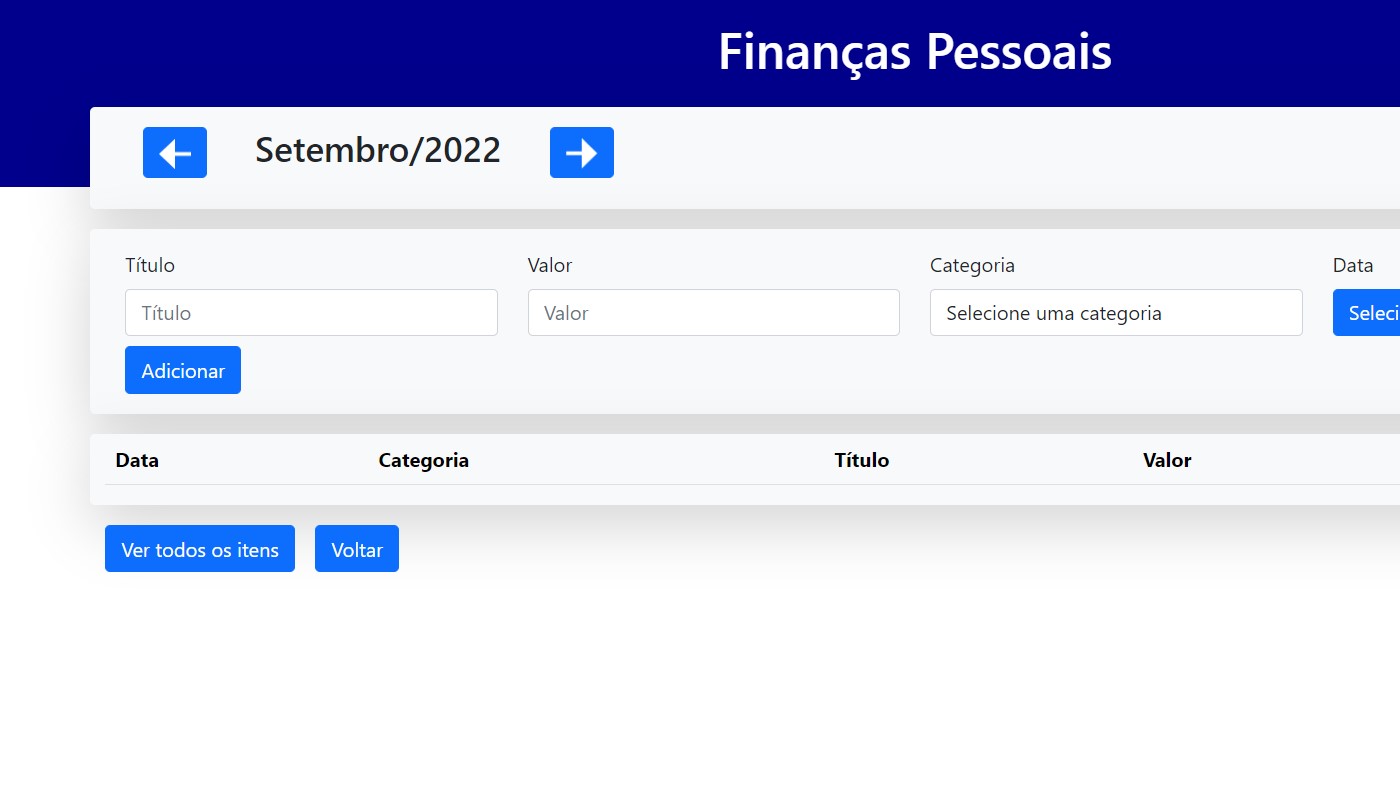 Finanças Pessoais
Setembro/2022
Título Valor Categoria Data
Título Valor Selecione uma categoria
Adicionar
Data Categoria Título Valor
Ver todos os itens Voltar